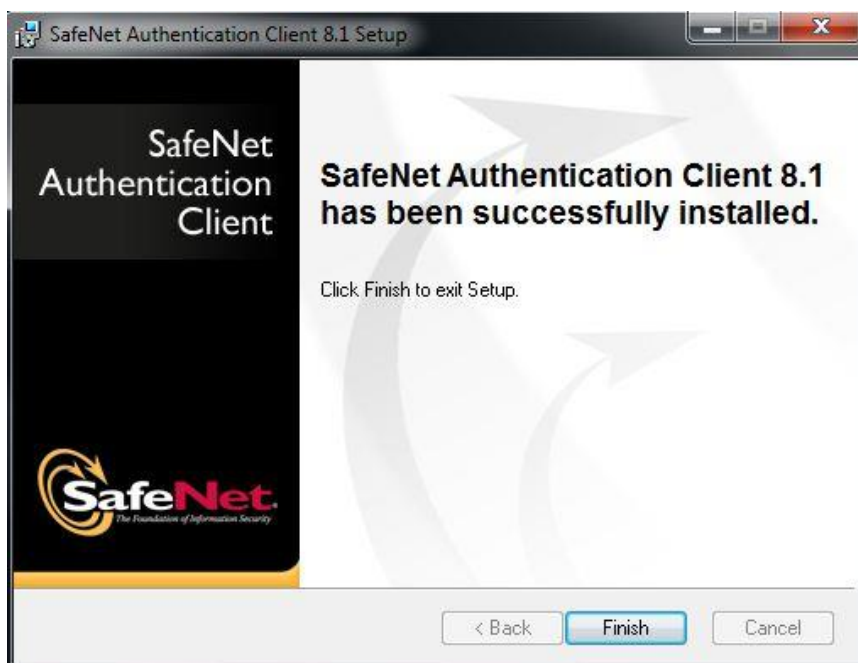 SafeNet Authentication Client 8.1 Setup
SafeNet
Authentication
Client
SafeNet Authentication Client 8.1
has been successfully installed.
Click Finish to exit Setup.
SafeNet.
The Foundation of Information Security
< Back
Finish
Cancel